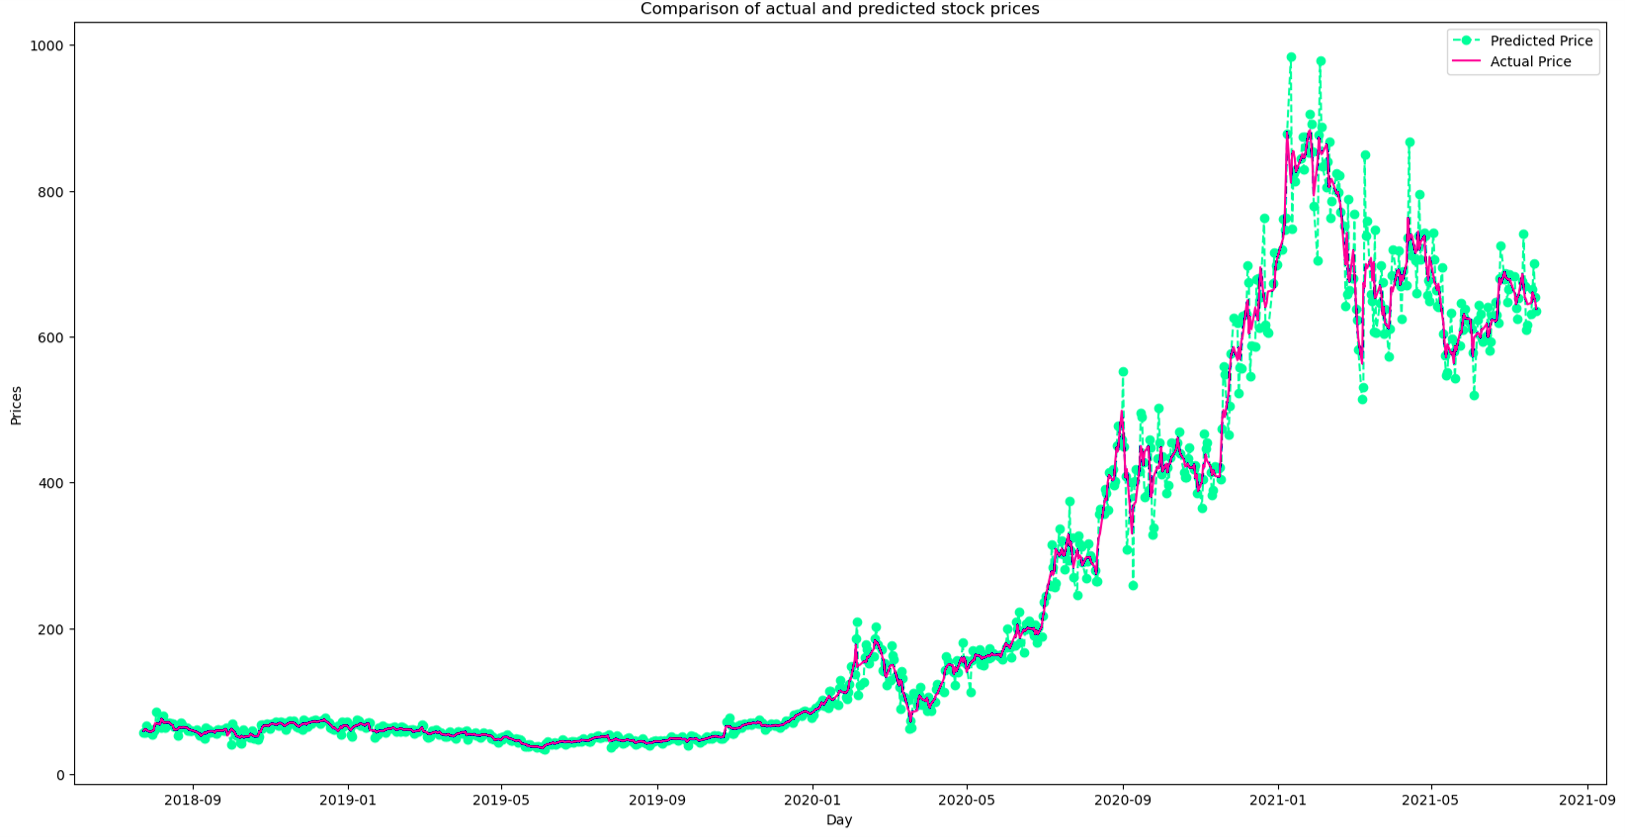 Comparison of actual and predicted stock prices
Predicted Price
Actual Price
1000
800
600
400
200
0
Prices
2018-09 2019-01 2019-05 2019-09 2020-01 2020-05 2020-09 2021-01 2021-05 2021-09
Day